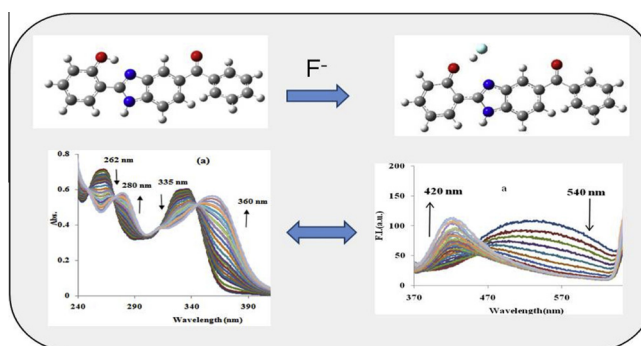 F-
262 nm
(a)
280 nm
335 nm
360 nm
Abs.
0.8
0.6
0.4
0.2
0
240
290
340
390
Wavelength (nm)
420 nm
a
540 nm
F.I.(a.u.)
200
150
100
50
0
370
470
570
Wavelength(nm)